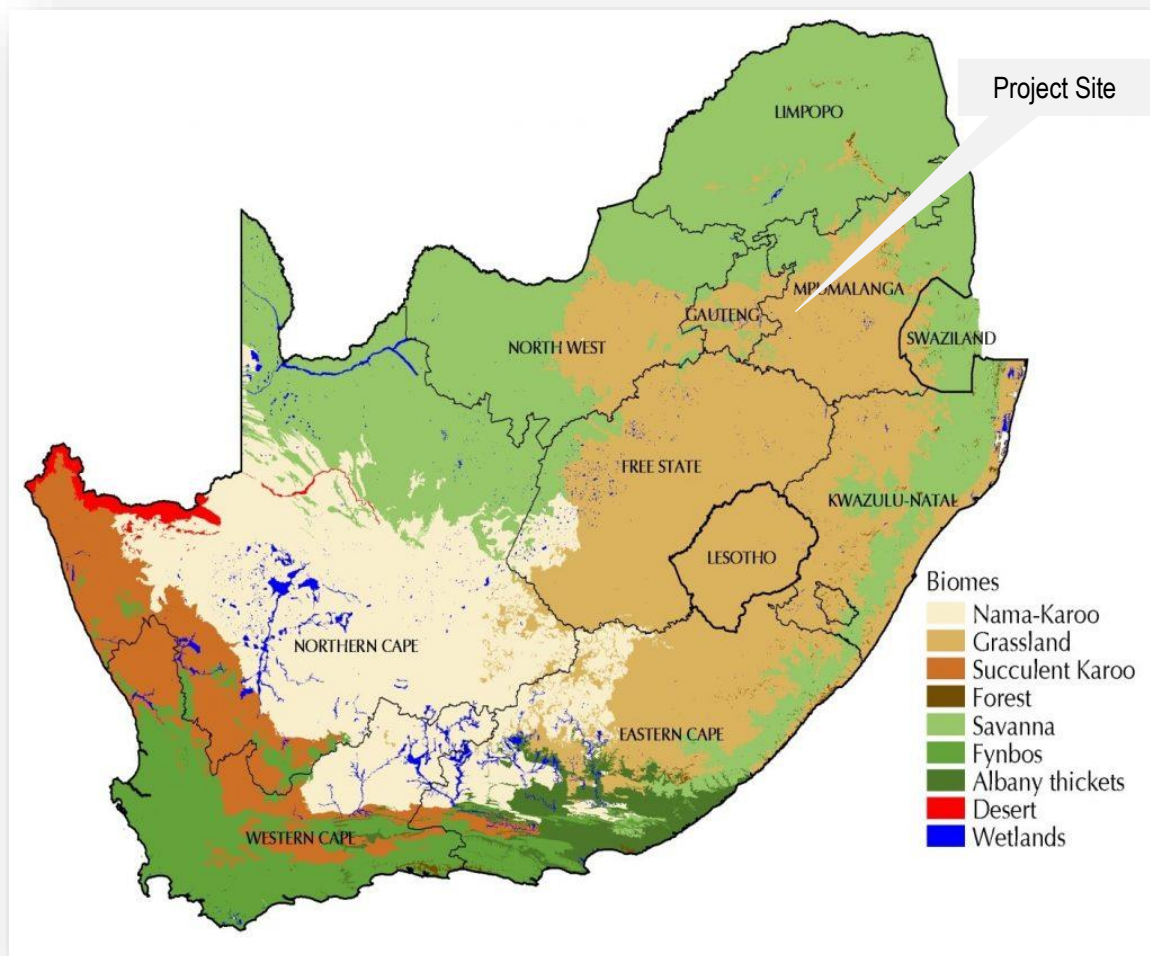 Project Site
LIMPOPO
MPUMALANGA
GAUTENG
SWAZILAND
NORTH WEST
FREE STATE
KWAZULU-NATAL
LESOTHO
NORTHERN CAPE
EASTERN CAPE
WESTERN CAPE
Biomes
Nama-Karoo
Grassland
Succulent Karoo
Forest
Savanna
Fynbos
Albany thickets
Desert
Wetlands